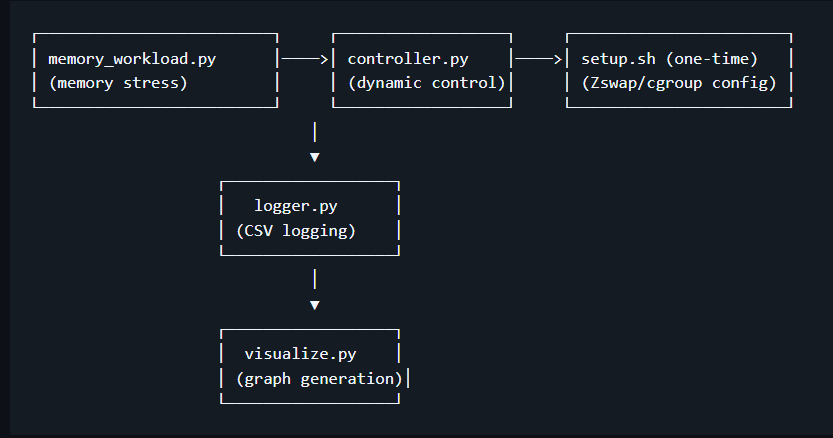 memory_workload.py controller.py setup.sh (one-time)
(memory stress) (dynamic control) (Zswap/cgroup config)
logger.py
(CSV logging)
visualize.py
(graph generation)